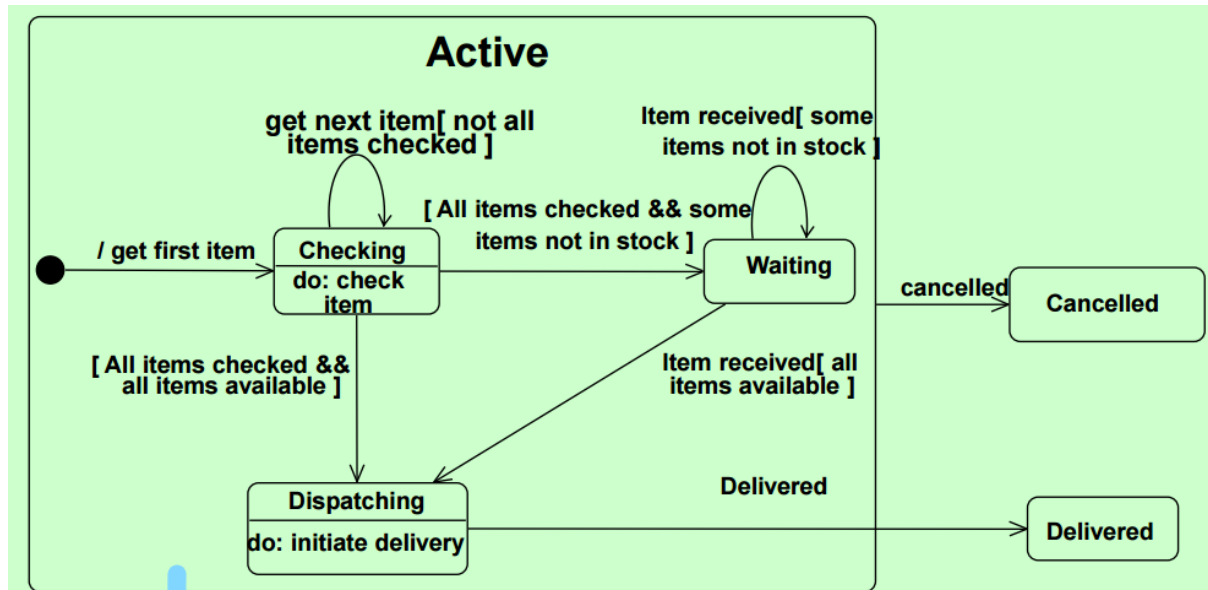 Active
get next item[ not all
items checked ]
Item received[ some
items not in stock ]
[ All items checked && some
items not in stock ]
/ get first item
Checking
do: check
item
Waiting
cancelled
Cancelled
[ All items checked &&
all items available ]
Item received[ all
items available ]
Dispatching
do: initiate delivery
Delivered
Delivered